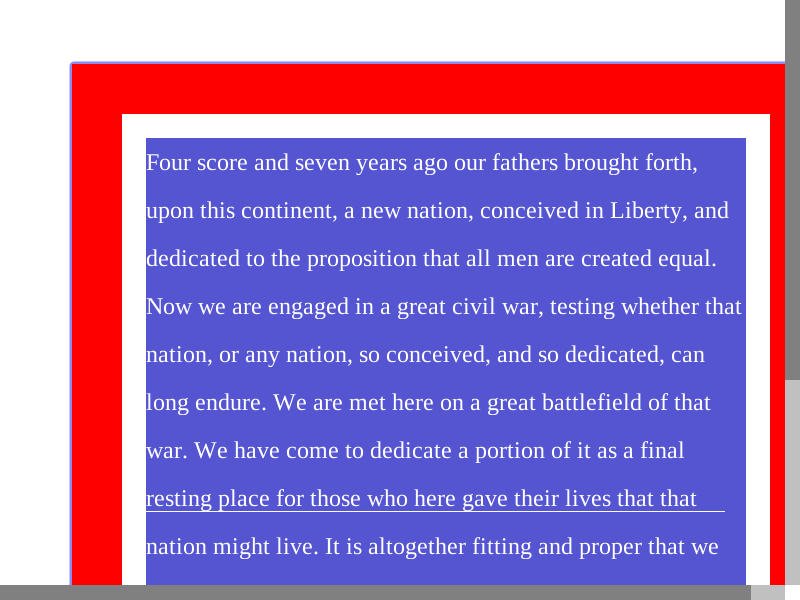 Four score and seven years ago our fathers brought forth,
upon this continent, a new nation, conceived in Liberty, and
dedicated to the proposition that all men are created equal.
Now we are engaged in a great civil war, testing whether that
nation, or any nation, so conceived, and so dedicated, can
long endure. We are met here on a great battlefield of that
war. We have come to dedicate a portion of it as a final
resting place for those who here gave their lives that that
nation might live. It is altogether fitting and proper that we